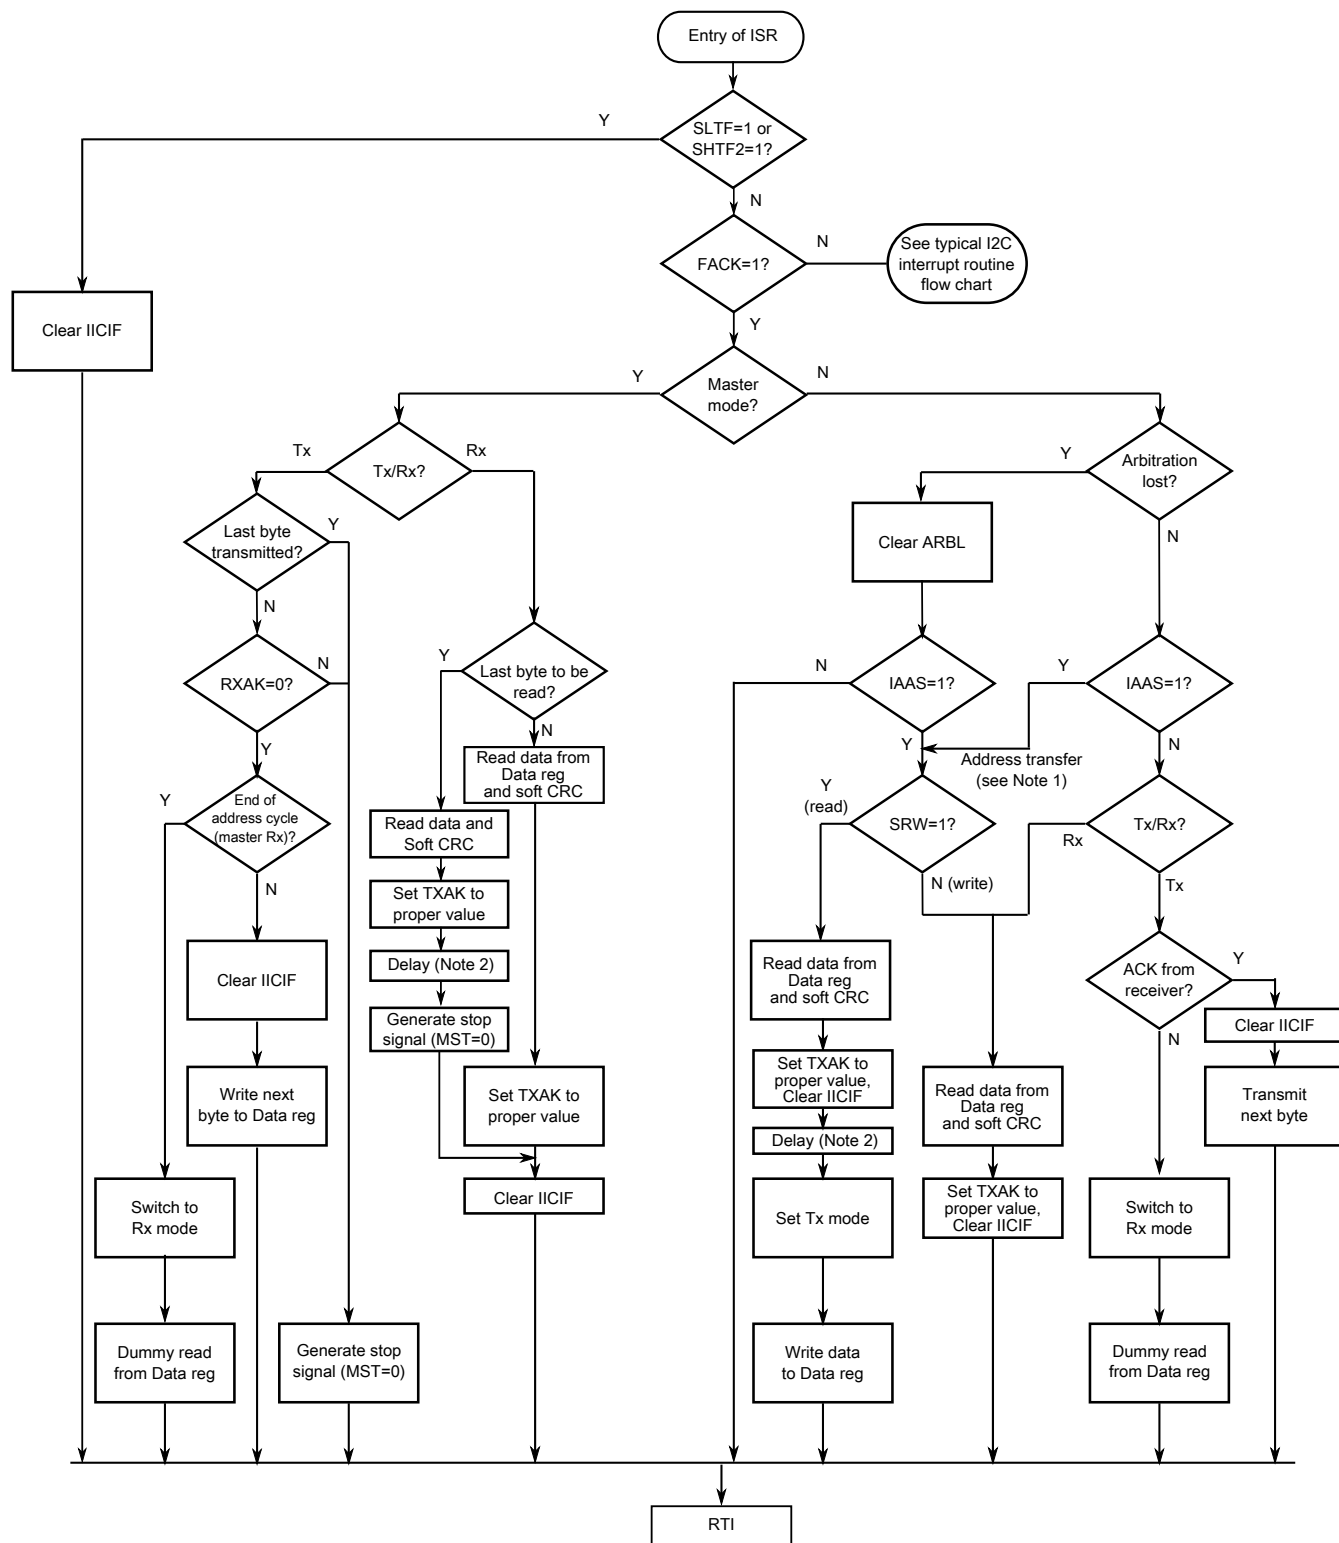 Entry of ISR
Y
SLTF=1 or
SHTF2=1?
N
FACK=1?
N
See typical I2C
interrupt routine
flow chart
Clear IICIF
Y
Y
Master
mode?
N
Tx
Tx/Rx?
Rx
Y
Arbitration
lost?
Last byte
transmitted?
Y
Clear ARBL
N
N
RXAK=0?
N
Y
Last byte to be
read?
N
IAAS=1?
Y
IAAS=1?
Y
N
Read data from
Data reg
and soft CRC
Y
Address transfer
(see Note 1)
N
Y
End of
address cycle
(master Rx)?
Y
(read)
SRW=1?
Rx
Tx/Rx?
Read data and
Soft CRC
N
N (write)
Tx
Set TXAK to
proper value
Clear IICIF
Delay (Note 2)
Read data from
Data reg
and soft CRC
ACK from
receiver?
Y
Generate stop
signal (MST=0)
Clear IICIF
N
Write next
byte to Data reg
Set TXAK to
proper value
Set TXAK to
proper value,
Clear IICIF
Read data from
Data reg
and soft CRC
Transmit
next byte
Delay (Note 2)
Switch to
Rx mode
Clear IICIF
Set Tx mode
Set TXAK to
proper value,
Clear IICIF
Switch to
Rx mode
Dummy read
from Data reg
Generate stop
signal (MST=0)
Write data
to Data reg
Dummy read
from Data reg
RTI